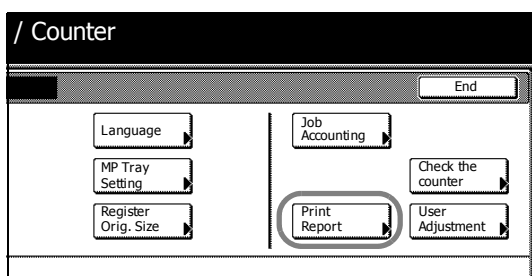 / Counter
End
Language
MP Tray
Setting
Register
Orig. Size
Job
Accounting
Check the
counter
Print
Report
User
Adjustment